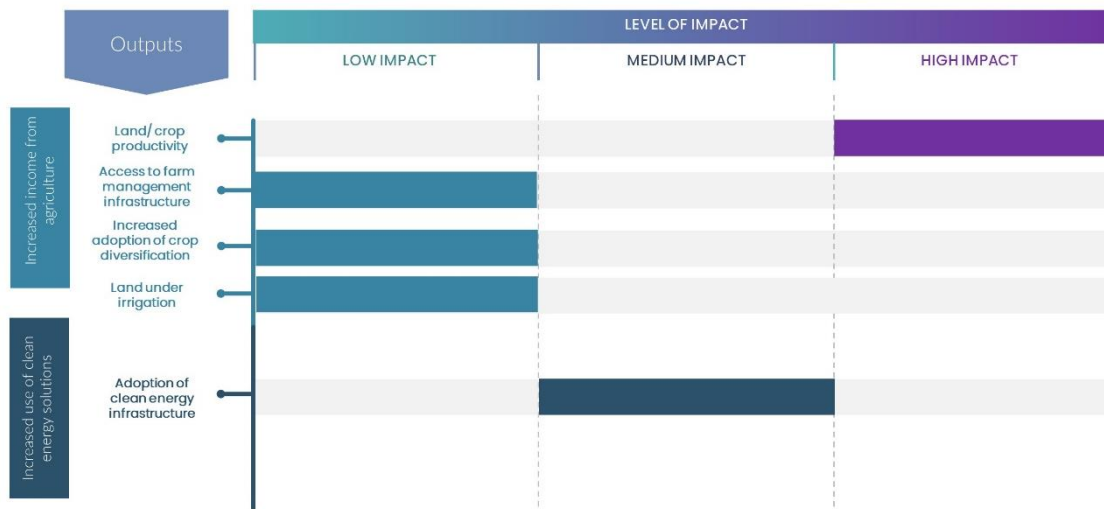 Outputs
LEVEL OF IMPACT
LOW IMPACT
MEDIUM IMPACT
HIGH IMPACT
Increased income from
agriculture
Land/ crop
productivity
Access to farm
management
infrastructure
Increased
adoption of crop
diversification
Land under
irrigation
Increased use of clean
energy solutions
Adoption of
clean energy
infrastructure